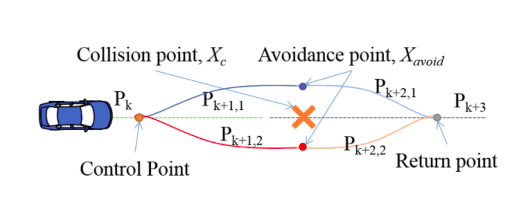 Collision point, Xc
Avoidance point, Xavoid
Pk
Pk+1,1
Pk+2,1
Pk+3
Pk+1,2
Pk+2,2
Control Point
Return point